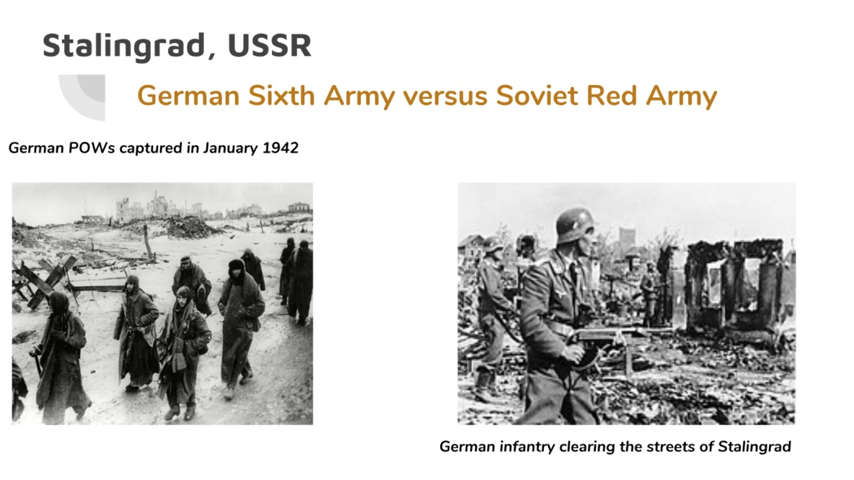 Stalingrad, USSR
German Sixth Army versus Soviet Red Army
German POWs captured in January 1942
German infantry clearing the streets of Stalingrad